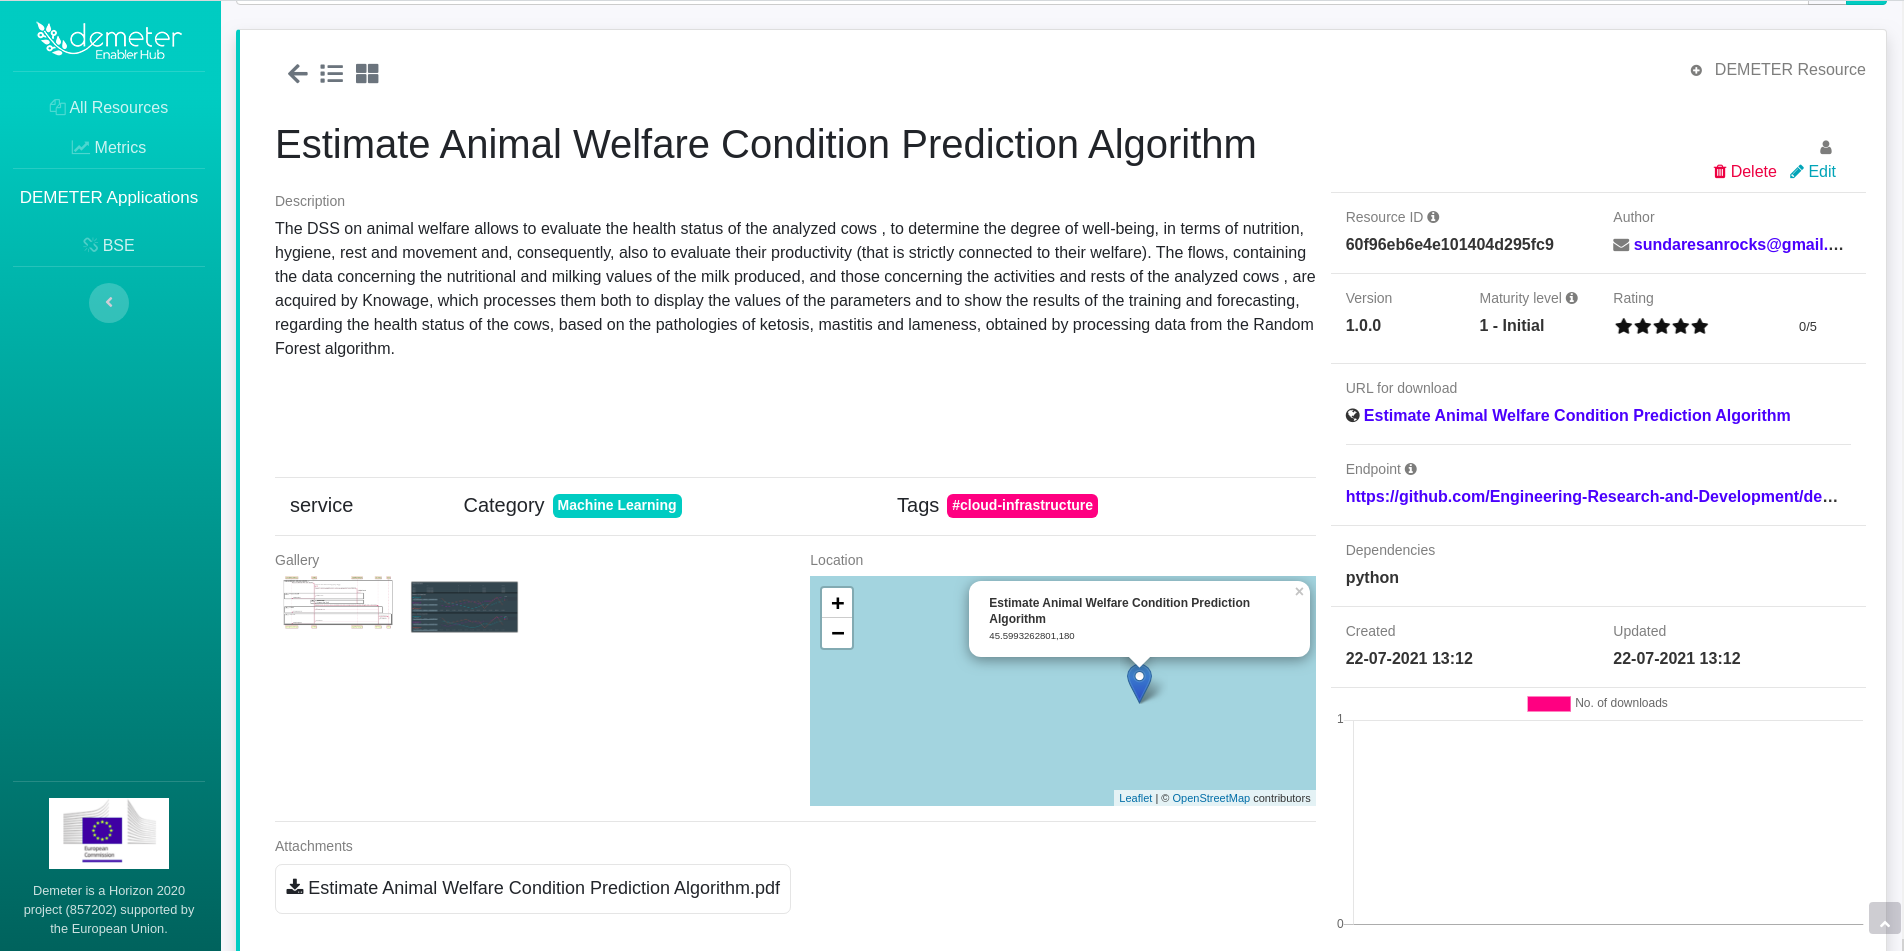 demeter
Enabler Hub
All Resources
Metrics
DEMETER Applications
BSE
Demeter is a Horizon 2020
project (857202) supported by
the European Union.
European
Commission
DEMETER Resource
Estimate Animal Welfare Condition Prediction Algorithm
Delete Edit
Description
The DSS on animal welfare allows to evaluate the health status of the analyzed cows , to determine the degree of well-being, in terms of nutrition,
hygiene, rest and movement and, consequently, also to evaluate their productivity (that is strictly connected to their welfare). The flows, containing
the data concerning the nutritional and milking values of the milk produced, and those concerning the activities and rests of the analyzed cows , are
acquired by Knowage, which processes them both to display the values of the parameters and to show the results of the training and forecasting,
regarding the health status of the cows, based on the pathologies of ketosis, mastitis and lameness, obtained by processing data from the Random
Forest algorithm.
service Category Machine Learning Tags #cloud-infrastructure
Gallery
Location
+
−
Estimate Animal Welfare Condition Prediction
Algorithm
45.5993262801,180
×
Leaflet | © OpenStreetMap contributors
Attachments
Estimate Animal Welfare Condition Prediction Algorithm.pdf
Resource ID Author
60f96eb6e4e101404d295fc9 sundaresanrocks@gmail.…
Version Maturity level Rating
1.0.0 1 - Initial 0/5
URL for download
Estimate Animal Welfare Condition Prediction Algorithm
Endpoint
https://github.com/Engineering-Research-and-Development/de…
Dependencies
python
Created Updated
22-07-2021 13:12 22-07-2021 13:12
No. of downloads
1
0